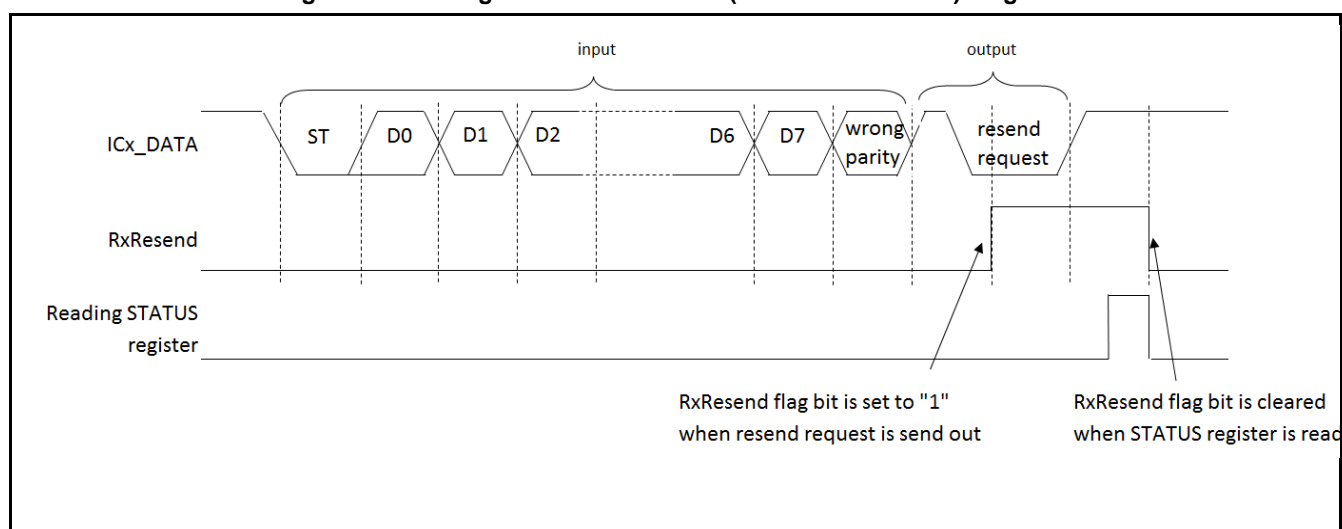 input
output
ICx_DATA
ST
D0
D1
D2
D6
D7
wrong
parity
resend
request
RxResend
Reading STATUS
register
RxResend flag bit is set to "1"
when resend request is send out
RxResend flag bit is cleared
when STATUS register is read